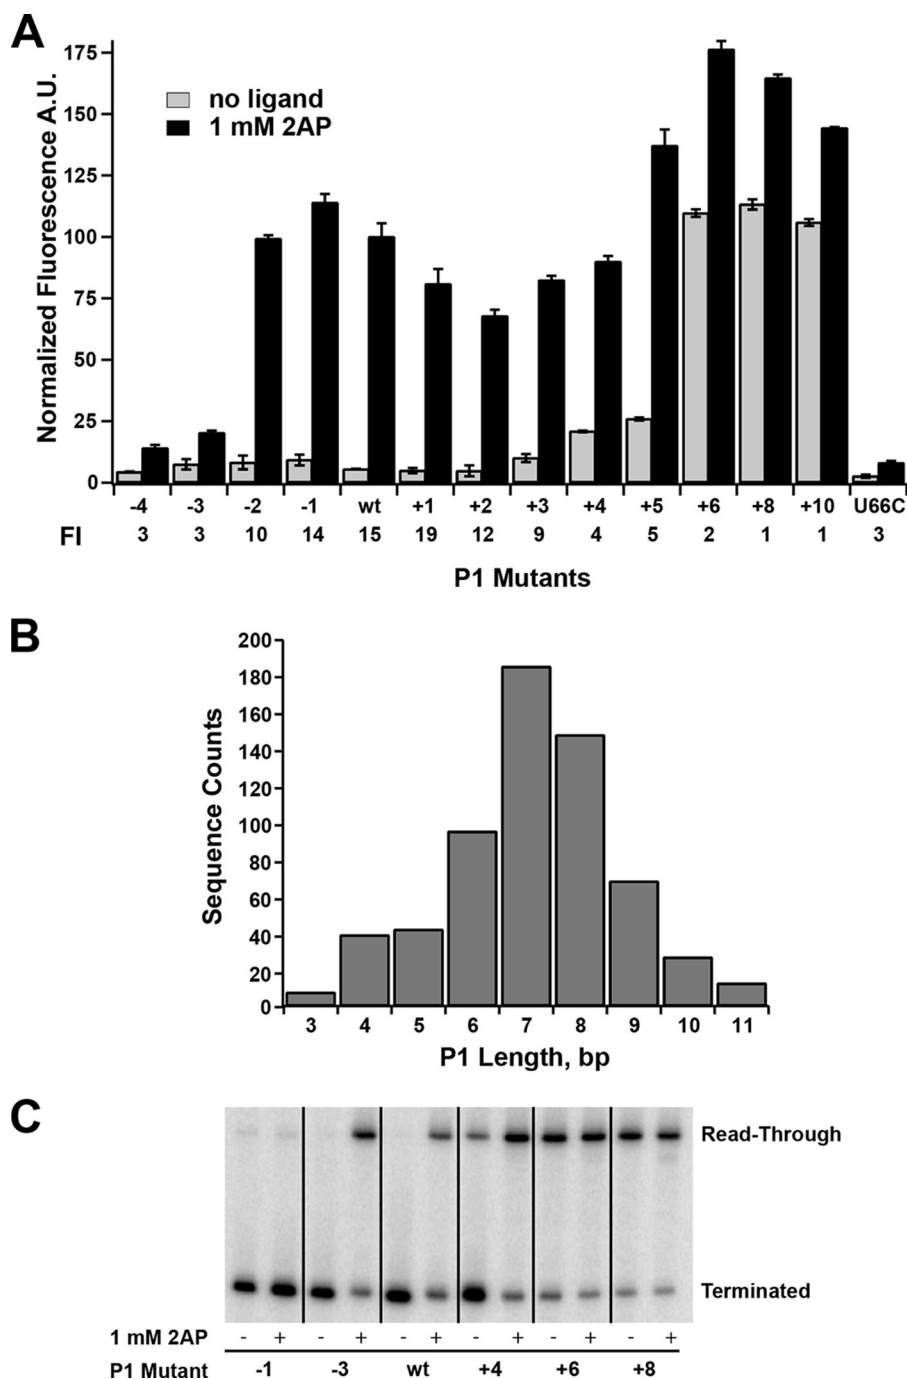 A
Normalized Fluorescence A.U.
175
150
125
100
75
50
25
0
no ligand
1 mM 2AP
-4 -3 -2 -1 wt +1 +2 +3 +4 +5 +6 +8 +10 U66C
FI 3 3 10 14 15 19 12 9 4 5 2 1 1 3
P1 Mutants
B
Sequence Counts
200
180
160
140
120
100
80
60
40
20
0
3 4 5 6 7 8 9 10 11
P1 Length, bp
C
Read-Through
Terminated
1 mM 2AP - + - + - + - + - + - +
P1 Mutant -1 -3 wt +4 +6 +8